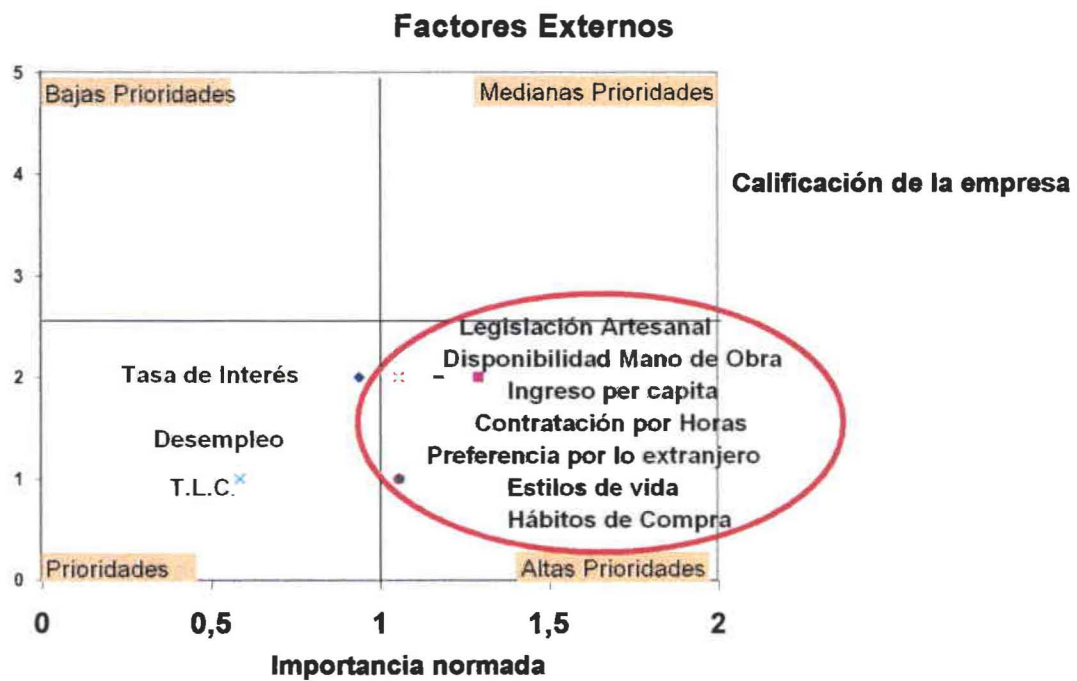 Factores Externos
5
Bajas Prioridades
Medianas Prioridades
4
Calificación de la empresa
3
Legislación Artesanal
Disponibilidad Mano de Obra
2
Tasa de Interés
Ingreso per capita
Contratación por Horas
Desempleo
Preferencia por lo extranjero
1
T.L.C.
Estilos de vida
Hábitos de Compra
0
Prioridades
Altas Prioridades
0 0,5 1 1,5 2
Importancia normada